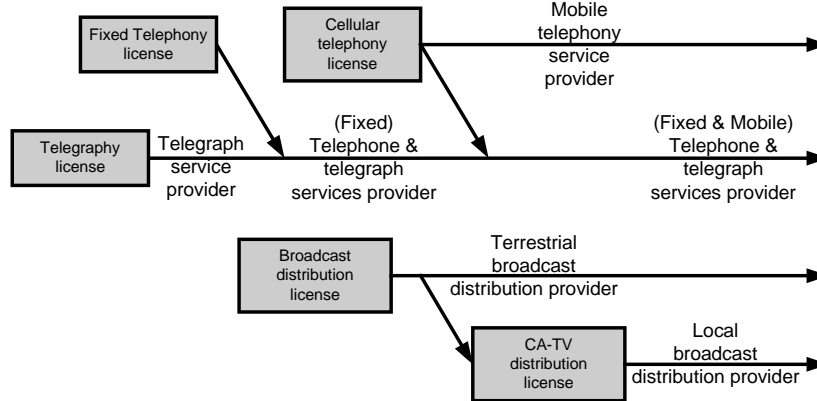 Fixed Telephony
license
Cellular
telephony
license
Mobile
telephony
service
provider
Telegraphy
license
Telegraph
service
provider
(Fixed)
Telephone &
telegraph
services provider
(Fixed & Mobile)
Telephone &
telegraph
services provider
Broadcast
distribution
license
Terrestrial
broadcast
distribution provider
CA-TV
distribution
license
Local
broadcast
distribution provider